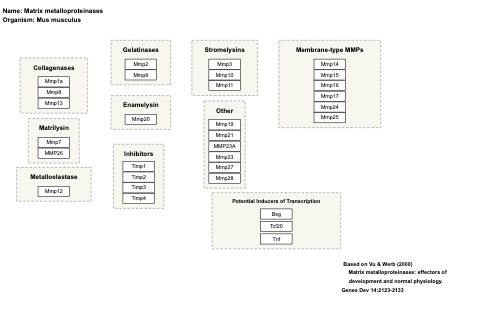 Name: Matrix metalloproteinases
Organism: Mus musculus
Collagenases
Mmp1a
Mmp8
Mmp13
Matrilysin
Mmp7
MMP26
Metalloelastase
Mmp12
Gelatinases
Mmp2
Mmp9
Enamelysin
Mmp20
Inhibitors
Timp1
Timp2
Timp3
Timp4
Stromelysins
Mmp3
Mmp10
Mmp11
Other
Mmp19
Mmp21
MMP23A
Mmp23
Mmp27
Mmp28
Membrane-type MMPs
Mmp14
Mmp15
Mmp16
Mmp17
Mmp24
Mmp25
Potential Inducers of Transcription
Bsg
Tcf20
Tnf
Based on Vu & Werb (2000)
Matrix metalloproteinases: effectors of
development and normal physiology.
Genes Dev 14:2123-2133